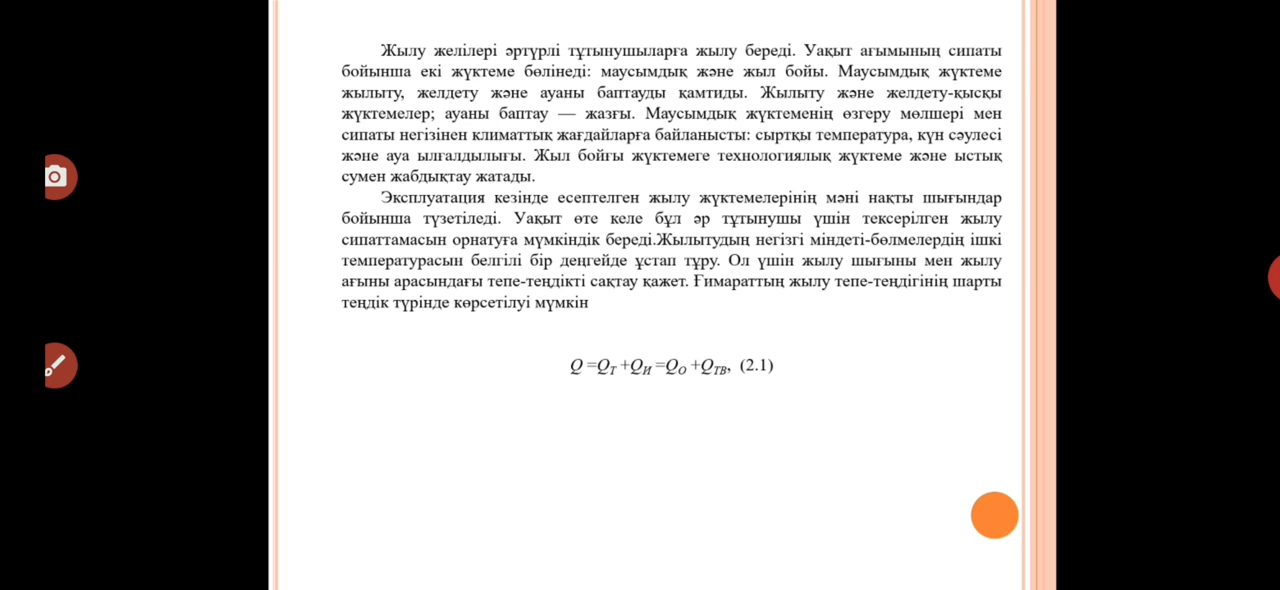 Жылу желілері әртүрлі тұтынушыларға жылу береді. Уақыт ағымының сипаты
бойынша екі жүктеме бөлінеді: маусымдық және жыл бойы. Маусымдық жүктеме
жылыту, желдету және ауаны баптауды қамтиды. Жылыту және желдету-қысқы
жүктемелер; ауаны баптау — жазғы. Маусымдық жүктеменің өзгеру мөлшері мен
сипаты негізінен климаттық жағдайларға байланысты: сыртқы температура, күн сәулесі
және ауа ылғалдылығы. Жыл бойғы жүктемеге технологиялық жүктеме және ыстық
сумен жабдықтау жатады.
Эксплуатация кезінде есептелген жылу жүктемелерінің мәні нақты шығындар
бойынша түзетіледі. Уақыт өте келе бұл әр тұтынушы үшін тексерілген жылу
сипаттамасын орнатуға мүмкіндік береді.Жылытудың негізгі міндеті-бөлмелердің ішкі
температурасын белгілі бір деңгейде ұстап тұру. Ол үшін жылу шығыны мен жылу
ағыны арасындағы тепе-теңдікті сақтау қажет. Ғимараттың жылу тепе-теңдігінің шарты
теңдік түрінде көрсетілуі мүмкін
Q =Q_T +Q_И =Q_O +Q_ТВ, (2.1)